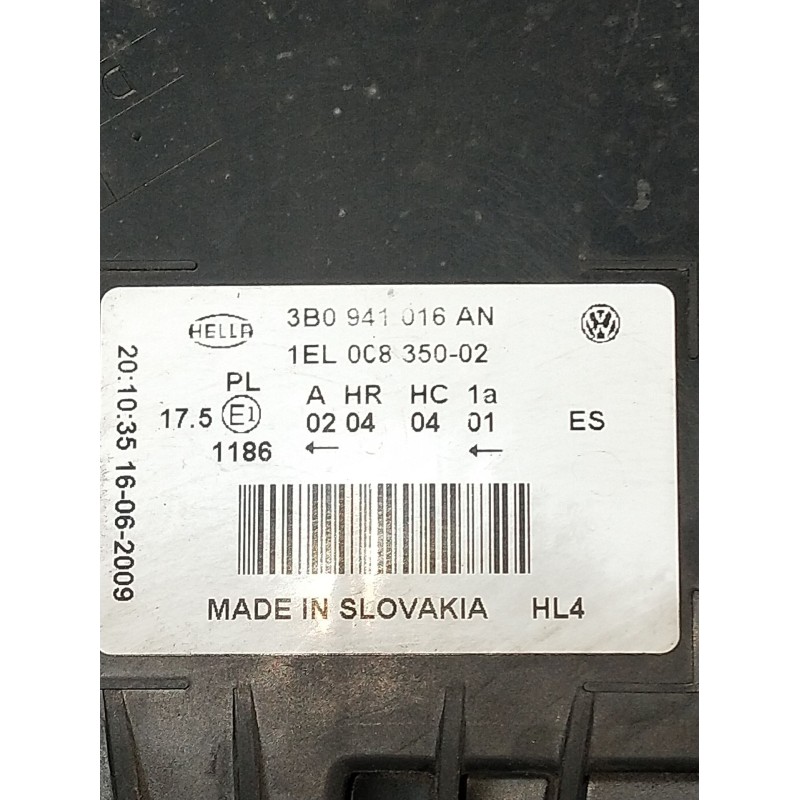 HELLA 3B0 941 016 AN
1EL 008 350-02
PL A HR HC 1a
17.5 E1 02 04 04 01 ES
1186 ← ←
MADE IN SLOVAKIA HL4
20:10:35 16-06-2009